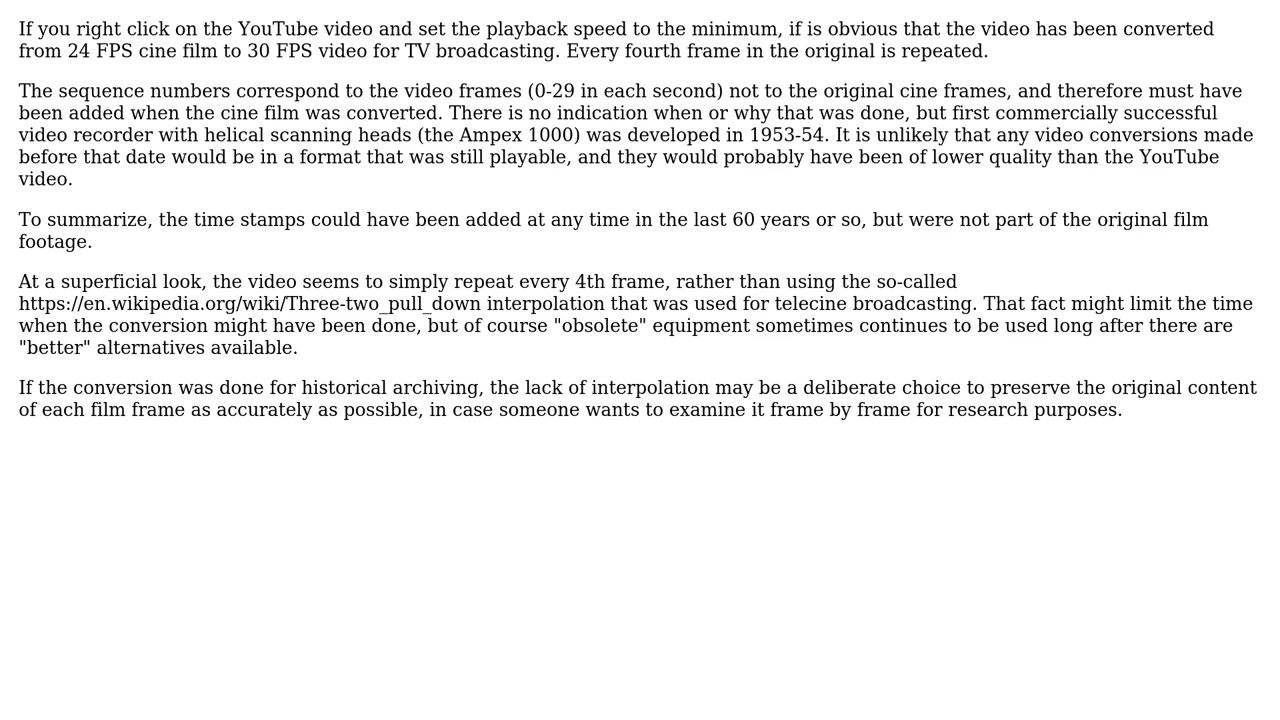 If you right click on the YouTube video and set the playback speed to the minimum, if is obvious that the video has been converted
from 24 FPS cine film to 30 FPS video for TV broadcasting. Every fourth frame in the original is repeated.
The sequence numbers correspond to the video frames (0-29 in each second) not to the original cine frames, and therefore must have
been added when the cine film was converted. There is no indication when or why that was done, but first commercially successful
video recorder with helical scanning heads (the Ampex 1000) was developed in 1953-54. It is unlikely that any video conversions made
before that date would be in a format that was still playable, and they would probably have been of lower quality than the YouTube
video.
To summarize, the time stamps could have been added at any time in the last 60 years or so, but were not part of the original film
footage.
At a superficial look, the video seems to simply repeat every 4th frame, rather than using the so-called
https://en.wikipedia.org/wiki/Three-two_pull_down interpolation that was used for telecine broadcasting. That fact might limit the time
when the conversion might have been done, but of course "obsolete" equipment sometimes continues to be used long after there are
"better" alternatives available.
If the conversion was done for historical archiving, the lack of interpolation may be a deliberate choice to preserve the original content
of each film frame as accurately as possible, in case someone wants to examine it frame by frame for research purposes.